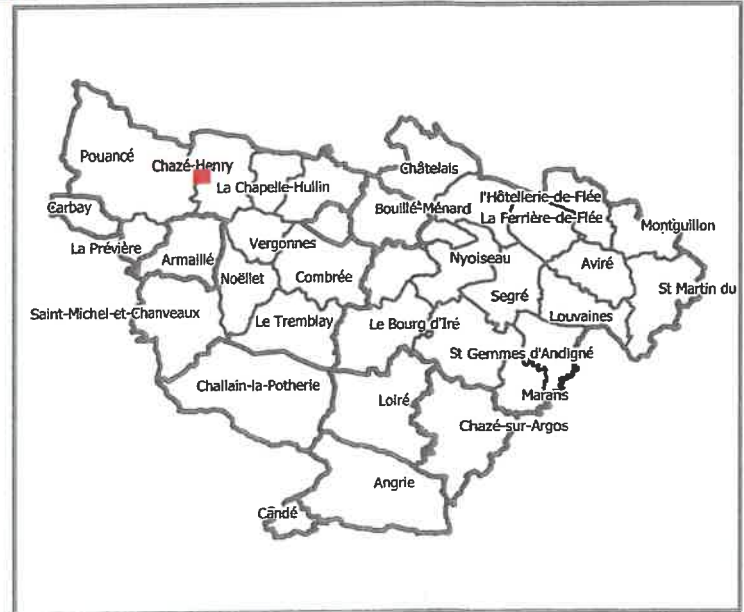 Pouancé
Chazé-Henry
Châtelais
La Chapelle-Hullin
l'Hôtellerie-de-Flée
Carbay
Bouillé-Ménard
La Ferrière-de-Flée
Montguillon
La Prévière
Vergonnes
Armaillé
Nyoiseau
Aviré
Noëllet
Combrée
St Martin du
Segré
Saint-Michel-et-Chanveaux
Le Tremblay
Le Bourg d'Iré
Louvaines
St Gemmes d'Andigné
Challain-la-Potherie
Loiré
Marans
Chazé-sur-Argos
Angrie
Candé